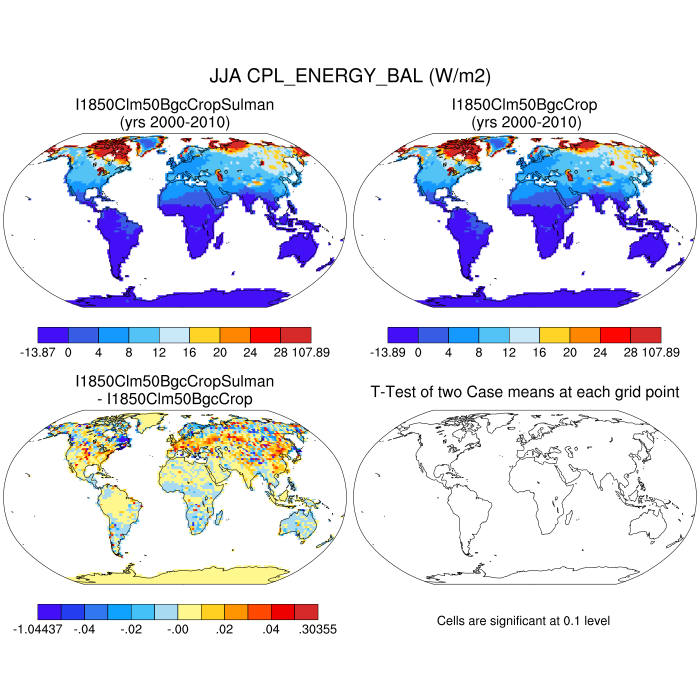 JJA CPL_ENERGY_BAL (W/m2)
I1850Clm50BgcCropSulman
(yrs 2000-2010)
I1850Clm50BgcCrop
(yrs 2000-2010)
-13.87 0 4 8 12 16 20 24 28 107.89
-13.89 0 4 8 12 16 20 24 28 107.89
I1850Clm50BgcCropSulman
- I1850Clm50BgcCrop
T-Test of two Case means at each grid point
-1.04437 -.04 -.02 -.00 .02 .04 .30355
Cells are significant at 0.1 level